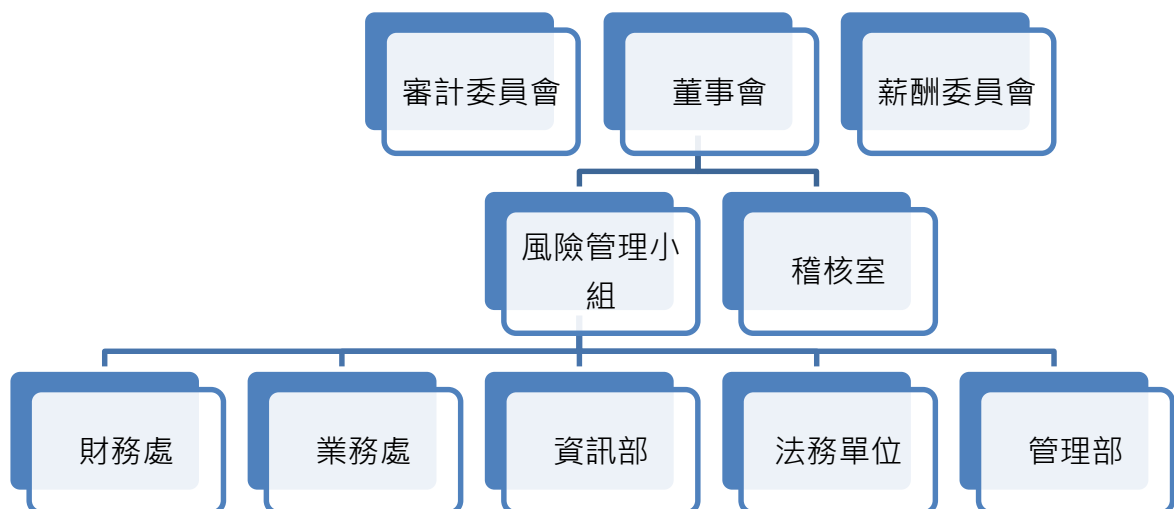 審計委員會
董事會
薪酬委員會
風險管理小
組
稽核室
財務處
業務處
資訊部
法務單位
管理部